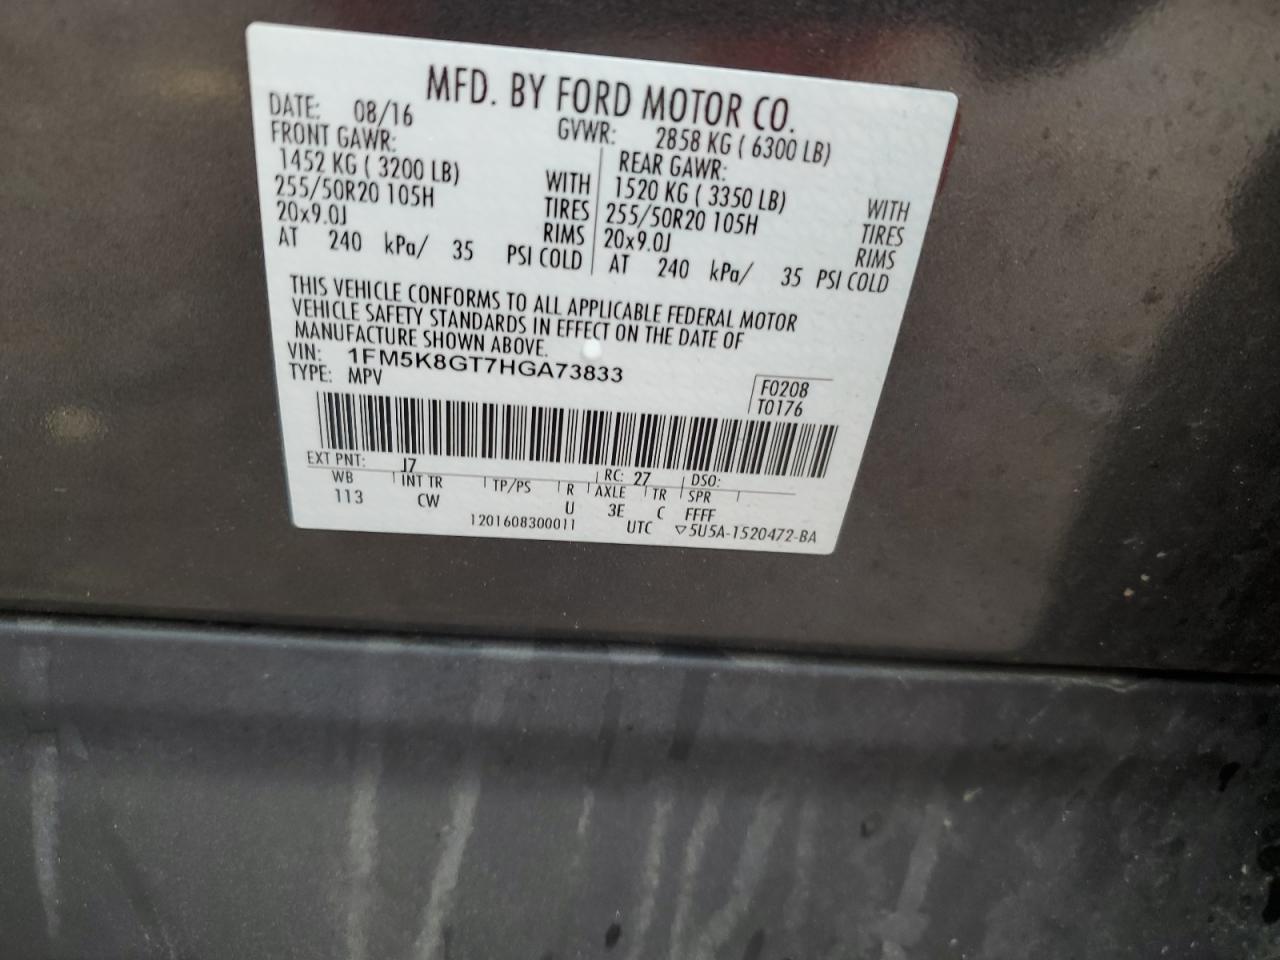 MFD. BY FORD MOTOR CO.
DATE: 08/16 GVWR: 2858 KG ( 6300 LB)
FRONT GAWR: REAR GAWR:
1452 KG ( 3200 LB) WITH 1520 KG ( 3350 LB) WITH
255/50R20 105H TIRES 255/50R20 105H TIRES
20x9.0J RIMS 20x9.0J RIMS
AT 240 kPa/ 35 PSI COLD AT 240 kPa/ 35 PSI COLD
THIS VEHICLE CONFORMS TO ALL APPLICABLE FEDERAL MOTOR
VEHICLE SAFETY STANDARDS IN EFFECT ON THE DATE OF
MANUFACTURE SHOWN ABOVE.
VIN: 1FM5K8GT7HGA73833
TYPE: MPV
F0208
T0176
EXT PNT: J7 RC: 27 DSO:
WB INT TR TP/PS R AXLE TR SPR
113 CW U 3E C FFFF
1201608300011 UTC ▽5U5A-1520472-BA